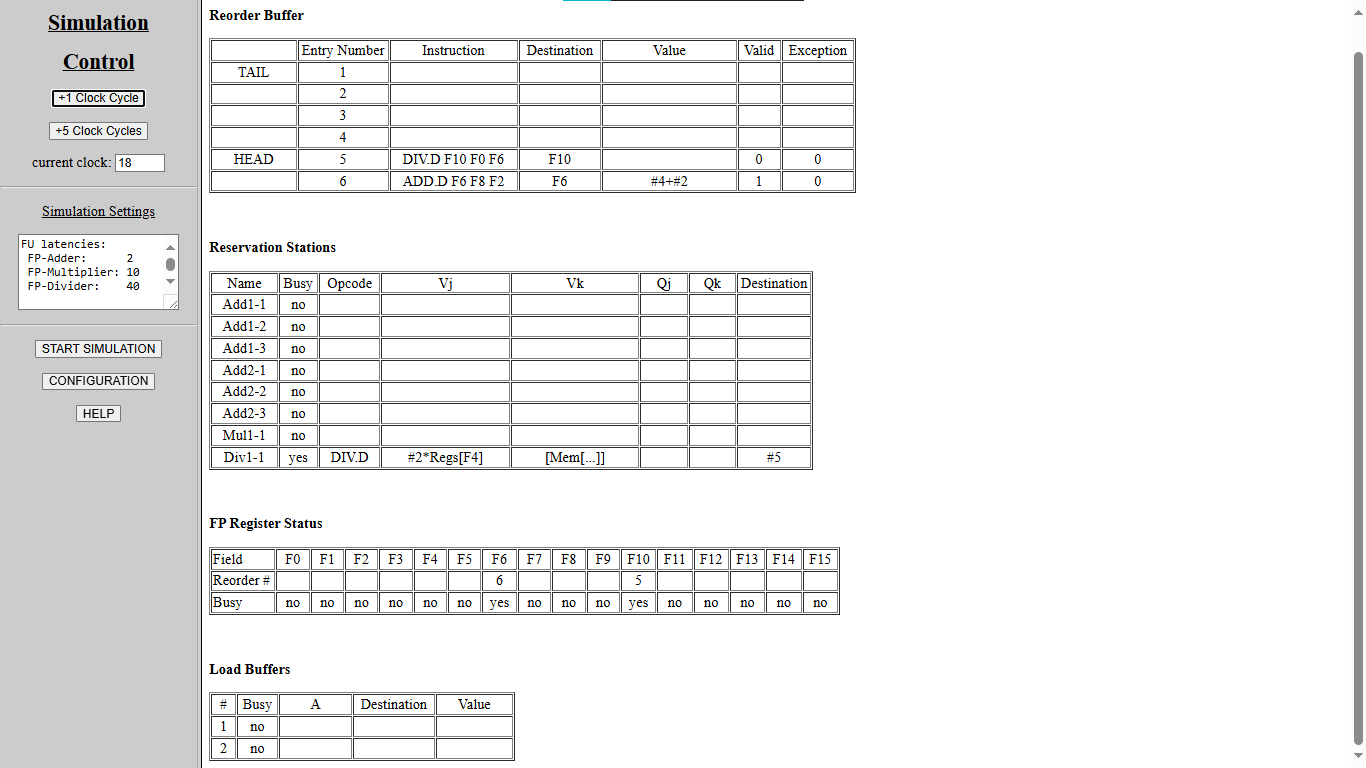 Simulation
Control
+1 Clock Cycle
+5 Clock Cycles
current clock: 18
Simulation Settings
FU latencies:
FP-Adder: 2
FP-Multiplier: 10
FP-Divider: 40
START SIMULATION
CONFIGURATION
HELP
Reorder Buffer
Entry Number Instruction Destination Value Valid Exception
TAIL 1
2
3
4
HEAD 5 DIV.D F10 F0 F6 F10 0 0
6 ADD.D F6 F8 F2 F6 #4+#2 1 0
Reservation Stations
Name Busy Opcode Vj Vk Qj Qk Destination
Add1-1 no
Add1-2 no
Add1-3 no
Add2-1 no
Add2-2 no
Add2-3 no
Mul1-1 no
Div1-1 yes DIV.D #2*Regs[F4] [Mem[...]] #5
FP Register Status
Field F0 F1 F2 F3 F4 F5 F6 F7 F8 F9 F10 F11 F12 F13 F14 F15
Reorder # 6 5
Busy no no no no no no yes no no no yes no no no no no
Load Buffers
# Busy A Destination Value
1 no
2 no